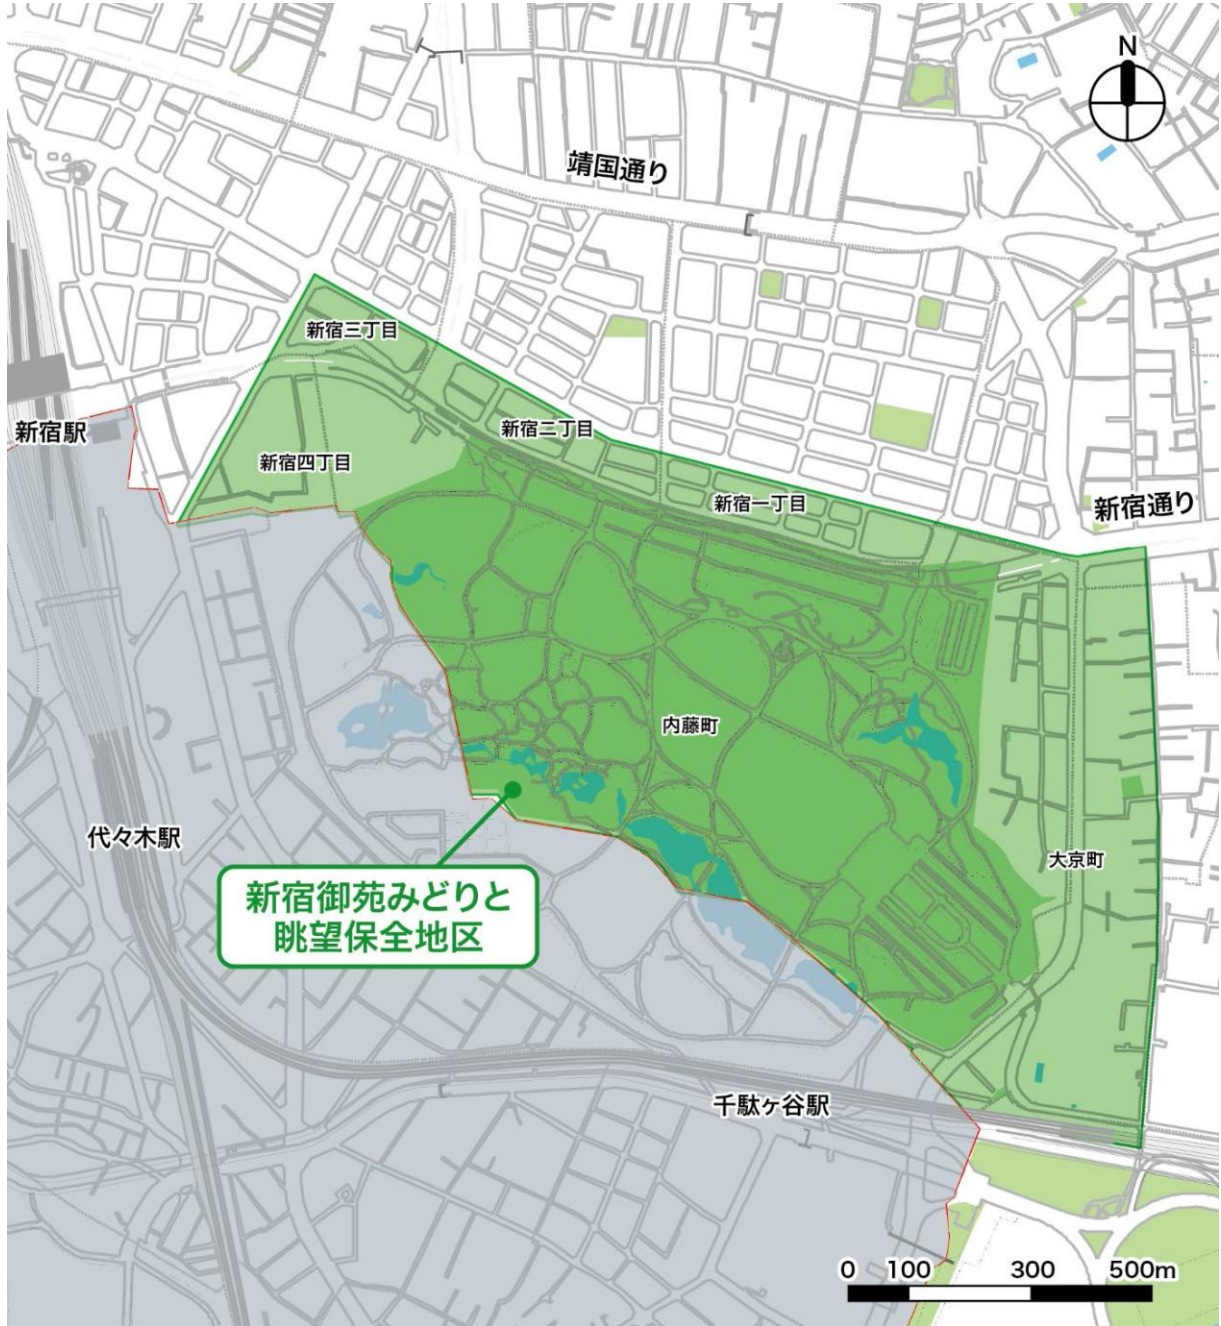 N
靖国通り
新宿三丁目
新宿駅
新宿二丁目
新宿四丁目
新宿一丁目
新宿通り
内藤町
代々木駅
大京町
新宿御苑みどりと
眺望保全地区
千駄ヶ谷駅
0 100 300 500m